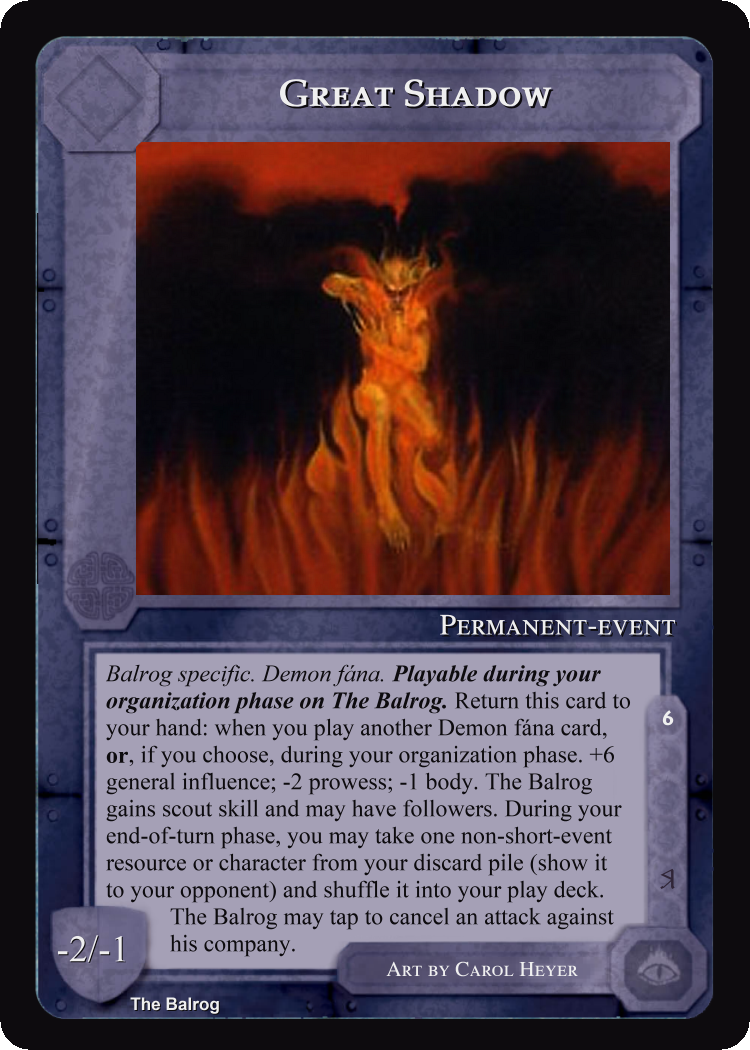 Great Shadow
Permanent-event
Balrog specific. Demon fána. Playable during your
organization phase on The Balrog. Return this card to
your hand: when you play another Demon fána card,
or, if you choose, during your organization phase. +6
general influence; -2 prowess; -1 body. The Balrog
gains scout skill and may have followers. During your
end-of-turn phase, you may take one non-short-event
resource or character from your discard pile (show it
to your opponent) and shuffle it into your play deck.
The Balrog may tap to cancel an attack against
his company.
6
-2/-1
Art by Carol Heyer
The Balrog